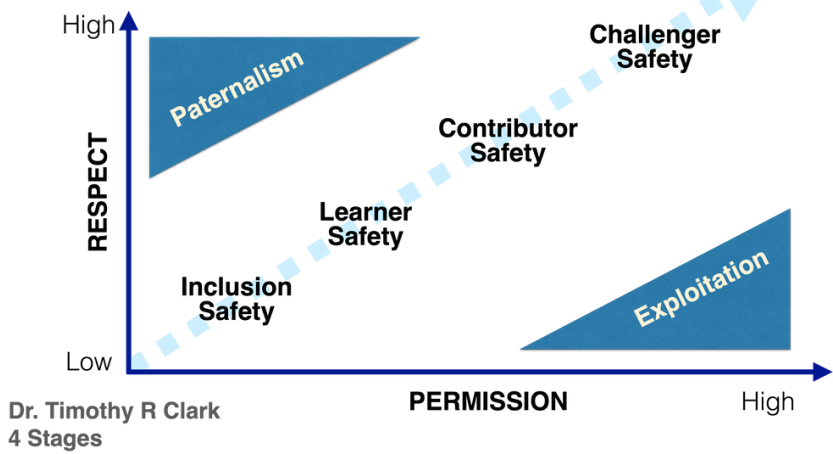 High
Challenger
Safety
Paternalism
Contributor
Safety
RESPECT
Learner
Safety
Inclusion
Safety
Exploitation
Low
PERMISSION
High
Dr. Timothy R Clark
4 Stages